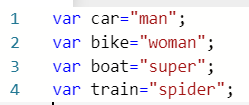 1 var car="man";
2 var bike="woman";
3 var boat="super";
4 var train="spider";